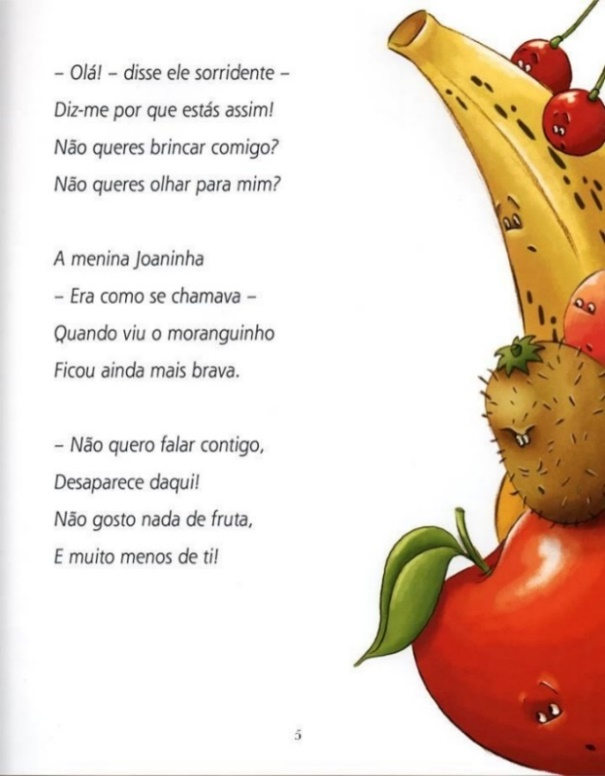 – Olá! – disse ele sorridente –
Diz-me por que estás assim!
Não queres brincar comigo?
Não queres olhar para mim?
A menina Joaninha
– Era como se chamava –
Quando viu o moranguinho
Ficou ainda mais brava.
– Não quero falar contigo,
Desaparece daqui!
Não gosto nada de fruta,
E muito menos de ti!
5